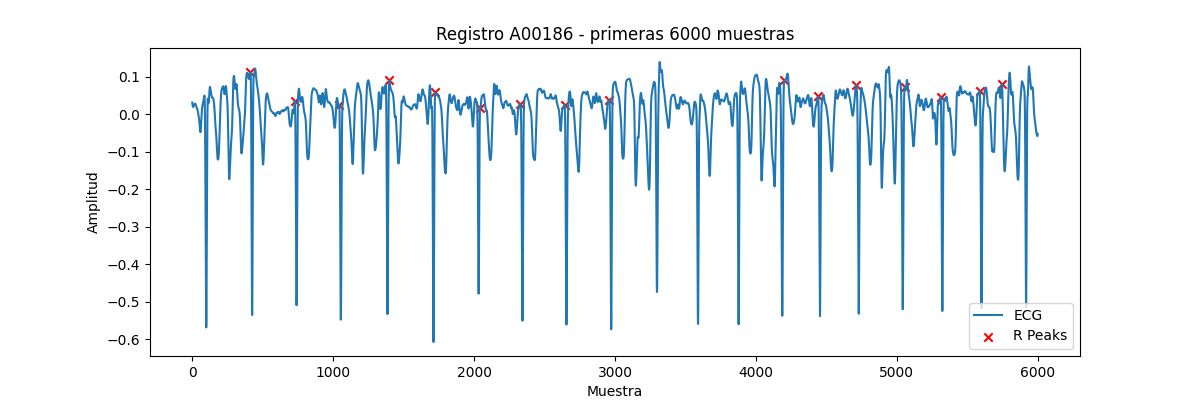 Registro A00186 - primeras 6000 muestras
Amplitud
0.1
0.0
−0.1
−0.2
−0.3
−0.4
−0.5
−0.6
ECG
R Peaks
0 1000 2000 3000 4000 5000 6000
Muestra